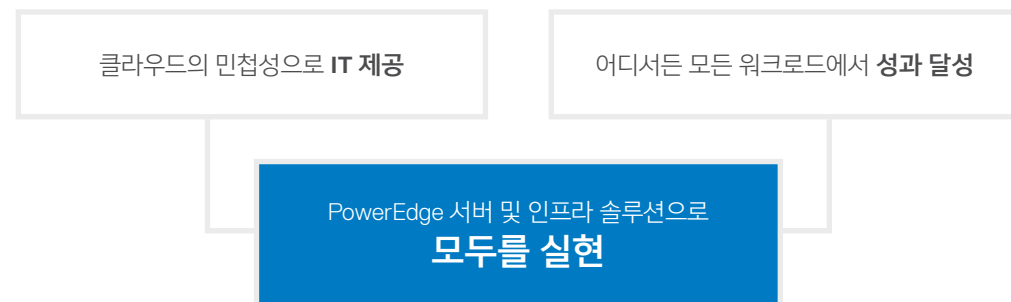 클라우드의 민첩성으로 IT 제공
어디서든 모든 워크로드에서 성과 달성
PowerEdge 서버 및 인프라 솔루션으로
모두를 실현